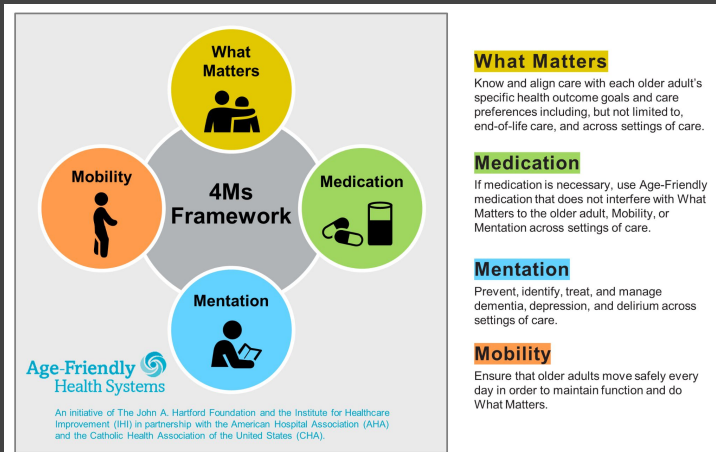 What
Matters
Mobility
4Ms
Framework
Medication
Mentation
Age-Friendly
Health Systems
An initiative of The John A. Hartford Foundation and the Institute for Healthcare
Improvement (IHI) in partnership with the American Hospital Association (AHA)
and the Catholic Health Association of the United States (CHA).
What Matters
Know and align care with each older adult's
specific health outcome goals and care
preferences including, but not limited to,
end-of-life care, and across settings of care.
Medication
If medication is necessary, use Age-Friendly
medication that does not interfere with What
Matters to the older adult, Mobility, or
Mentation across settings of care.
Mentation
Prevent, identify, treat, and manage
dementia, depression, and delirium across
settings of care.
Mobility
Ensure that older adults move safely every
day in order to maintain function and do
What Matters.